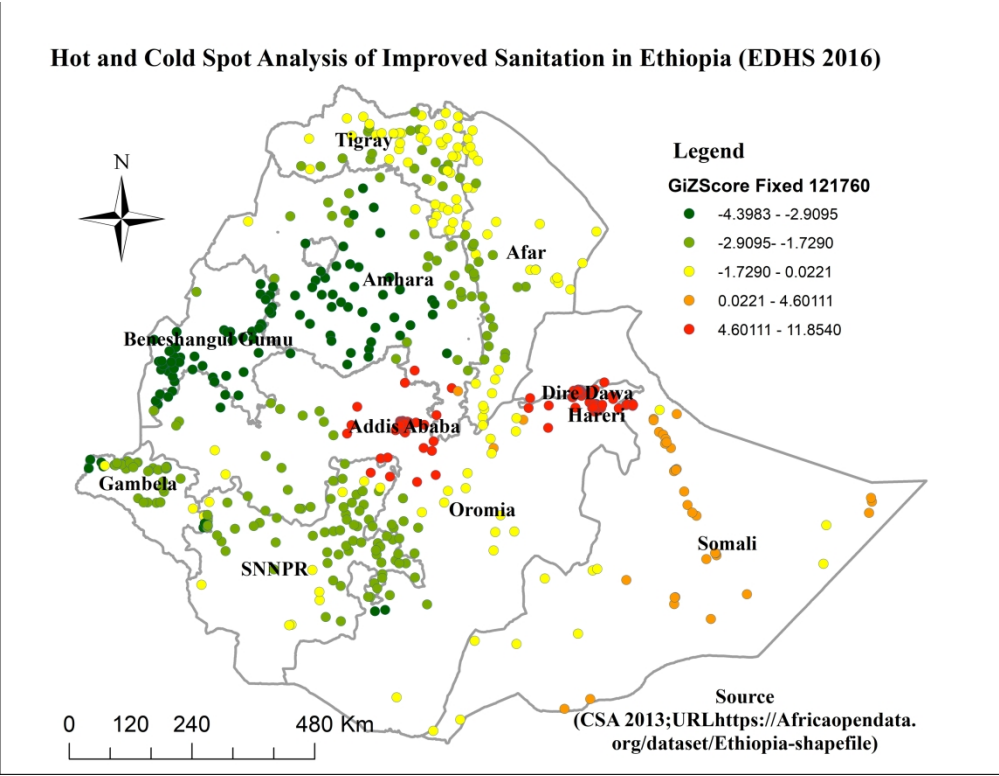 Hot and Cold Spot Analysis of Improved Sanitation in Ethiopia (EDHS 2016)
N
Legend
GiZScore Fixed 121760
-4.3983 - -2.9095
-2.9095- -1.7290
-1.7290 - 0.0221
0.0221 - 4.60111
4.60111 - 11.8540
Tigray
Afar
Amhara
Beneshangul Gumu
Dire Dawa
Hareri
Addis Ababa
Gambela
Oromia
Somali
SNNPR
0 120 240 480 Km
Source
(CSA 2013;URLhttps://Africaopendata.
org/dataset/Ethiopia-shapefile)